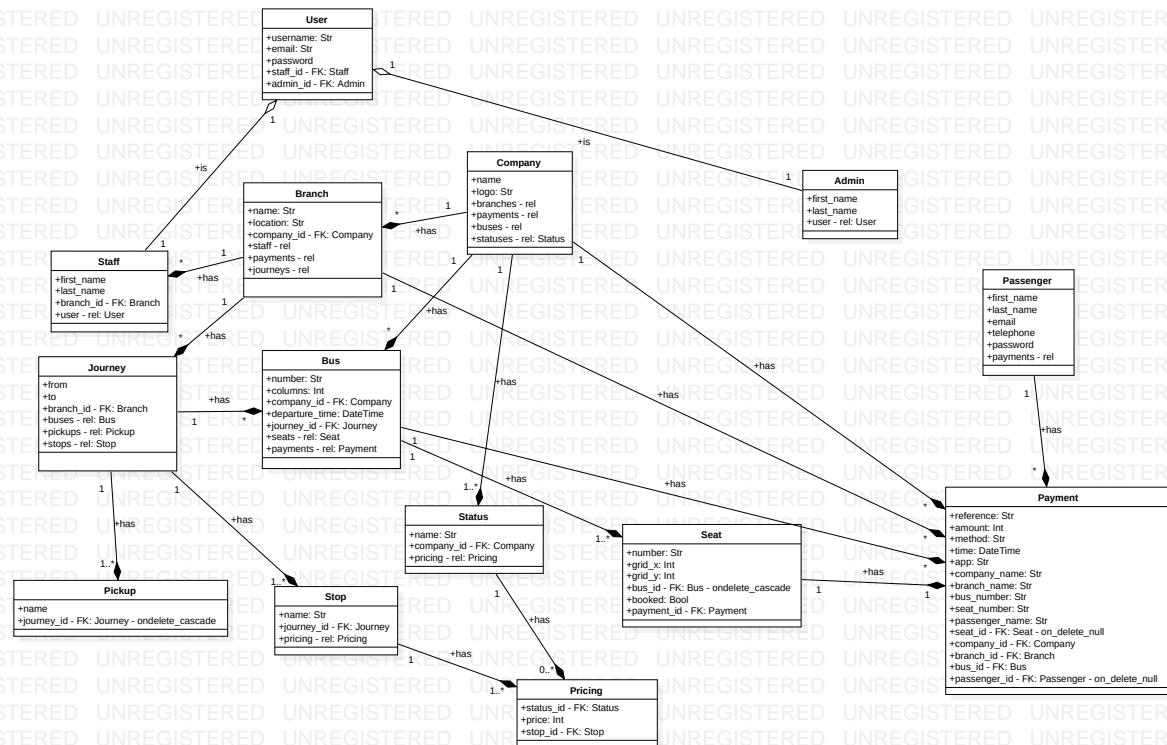 User
+username: Str
+email: Str
+password
+staff_id - FK: Staff
+admin_id - FK: Admin
1
1
+is
+is
1
1
Company
+name
+logo: Str
+branches - rel
+payments - rel
+buses - rel
+statuses - rel: Status
Admin
+first_name
+last_name
+user - rel: User
Branch
+name: Str
+location: Str
+company_id - FK: Company
+staff - rel
+payments - rel
+journeys - rel
*
1
+has
Staff
+first_name
+last_name
+branch_id - FK: Branch
+user - rel: User
*
1
+has
1
+has
*
1
+has
*
1
+has
1..*
1
+has
*
1
+has
*
Passenger
+first_name
+last_name
+email
+telephone
+password
+payments - rel
1
+has
*
Journey
+from
+to
+branch_id - FK: Branch
+buses - rel: Bus
+pickups - rel: Pickup
+stops - rel: Stop
+has
1
*
Bus
+number: Str
+columns: Int
+company_id - FK: Company
+departure_time: DateTime
+journey_id - FK: Journey
+seats - rel: Seat
+payments - rel: Payment
1
+has
*
1
+has
1..*
1
+has
1..*
1
+has
1..*
Status
+name: Str
+company_id - FK: Company
+pricing - rel: Pricing
1
+has
0..*
Seat
+number: Str
+grid_x: Int
+grid_y: Int
+bus_id - FK: Bus - ondelete_cascade
+booked: Bool
+payment_id - FK: Payment
+has
1
1
Payment
+reference: Str
+amount: Int
+method: Str
+time: DateTime
+app: Str
+company_name: Str
+branch_name: Str
+bus_number: Str
+seat_number: Str
+passenger_name: Str
+seat_id - FK: Seat - on_delete_null
+company_id - FK: Company
+branch_id - FK: Branch
+bus_id - FK: Bus
+passenger_id - FK: Passenger - on_delete_null
Pickup
+name
+journey_id - FK: Journey - ondelete_cascade
Stop
+name: Str
+journey_id - FK: Journey
+pricing - rel: Pricing
1
+has
1..*
Pricing
+status_id - FK: Status
+price: Int
+stop_id - FK: Stop
UNREGISTERED